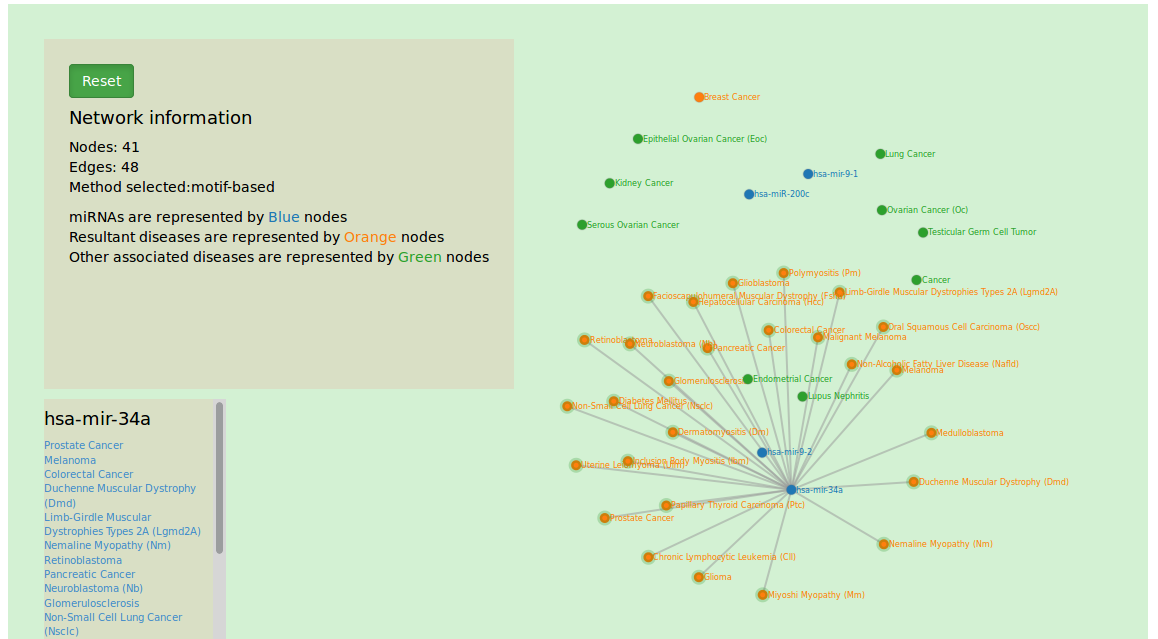 Reset
Network information
Nodes: 41
Edges: 48
Method selected:motif-based
miRNAs are represented by Blue nodes
Resultant diseases are represented by Orange nodes
Other associated diseases are represented by Green nodes
hsa-mir-34a
Prostate Cancer
Melanoma
Colorectal Cancer
Duchenne Muscular Dystrophy
(Dmd)
Limb-Girdle Muscular
Dystrophies Types 2A (Lgmd2A)
Nemaline Myopathy (Nm)
Retinoblastoma
Pancreatic Cancer
Neuroblastoma (Nb)
Glomerulosclerosis
Non-Small Cell Lung Cancer
(Nsclc)
Breast Cancer
Epithelial Ovarian Cancer (Eoc)
Lung Cancer
hsa-mir-9-1
Kidney Cancer
hsa-miR-200c
Ovarian Cancer (Oc)
Serous Ovarian Cancer
Testicular Germ Cell Tumor
Polymyositis (Pm)
Cancer
Glioblastoma
Limb-Girdle Muscular Dystrophies Types 2A (Lgmd2A)
Facioscapulohumeral Muscular Dystrophy (Fshd)
Hepatocellular Carcinoma (Hcc)
Oral Squamous Cell Carcinoma (Oscc)
Colorectal Cancer
Malignant Melanoma
Retinoblastoma
Neuroblastoma (Nb)
Pancreatic Cancer
Non-Alcoholic Fatty Liver Disease (Nafld)
Melanoma
Glomerulosclerosis
Endometrial Cancer
Lupus Nephritis
Diabetes Mellitus
Non-Small Cell Lung Cancer (Nsclc)
Dermatomyositis (Dm)
Medulloblastoma
hsa-mir-9-2
Inclusion Body Myositis (Ibm)
Uterine Leiomyoma (Ulm)
Duchenne Muscular Dystrophy (Dmd)
hsa-mir-34a
Papillary Thyroid Carcinoma (Ptc)
Prostate Cancer
Nemaline Myopathy (Nm)
Chronic Lymphocytic Leukemia (Cll)
Glioma
Miyoshi Myopathy (Mm)